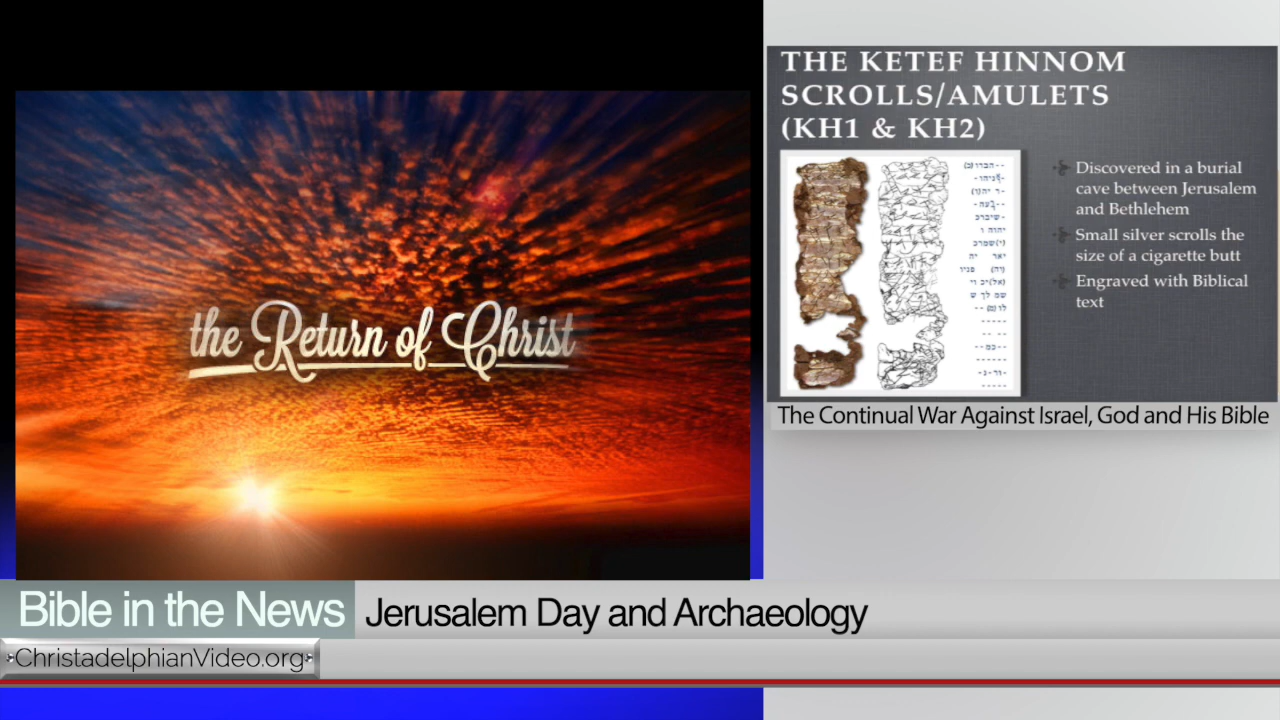 the Return of Christ
THE KETEF HINNOM
SCROLLS/AMULETS
(KH1 & KH2)
Discovered in a burial
cave between Jerusalem
and Bethlehem
Small silver scrolls the
size of a cigarette butt
Engraved with Biblical
text
The Continual War Against Israel, God and His Bible
Bible in the News
Jerusalem Day and Archaeology
ChristadelphianVideo.org